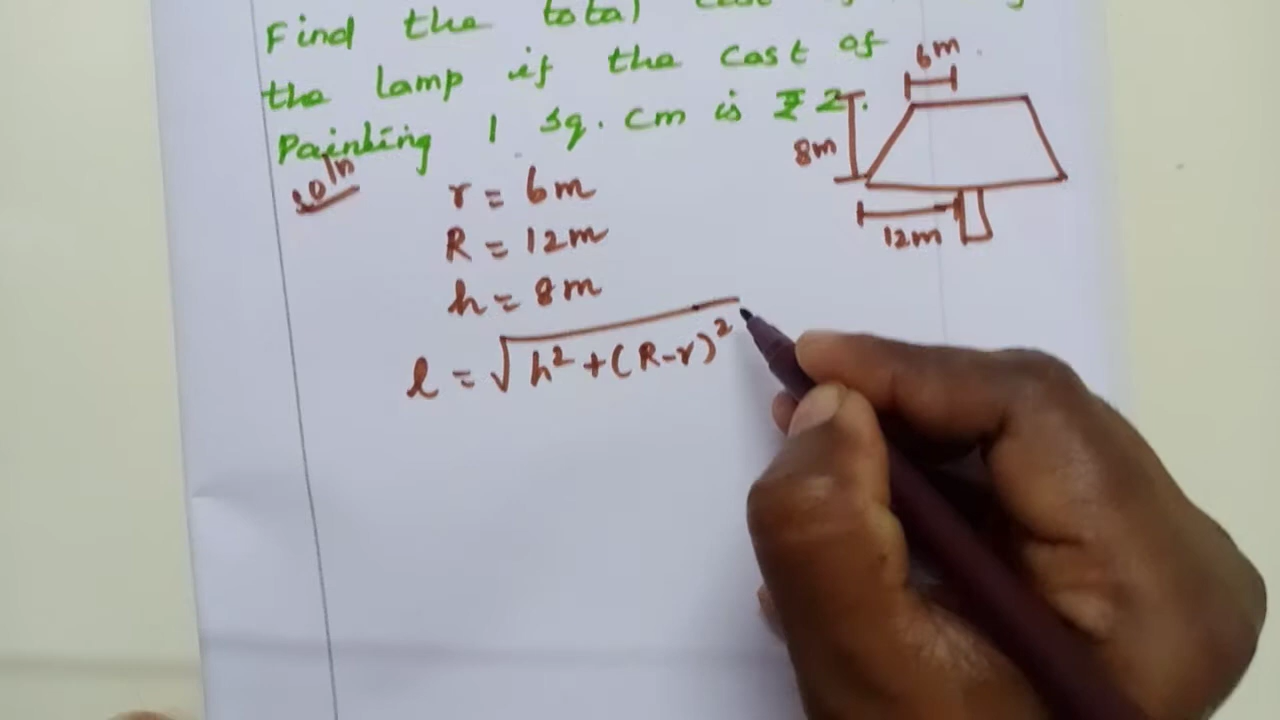 Find the total
the lamp if the cost of
Painting 1 sq. cm is ₹ 2.
soln
6m
8m
12m
r = 6m
R = 12m
h = 8m
l = √h² + (R-r)²